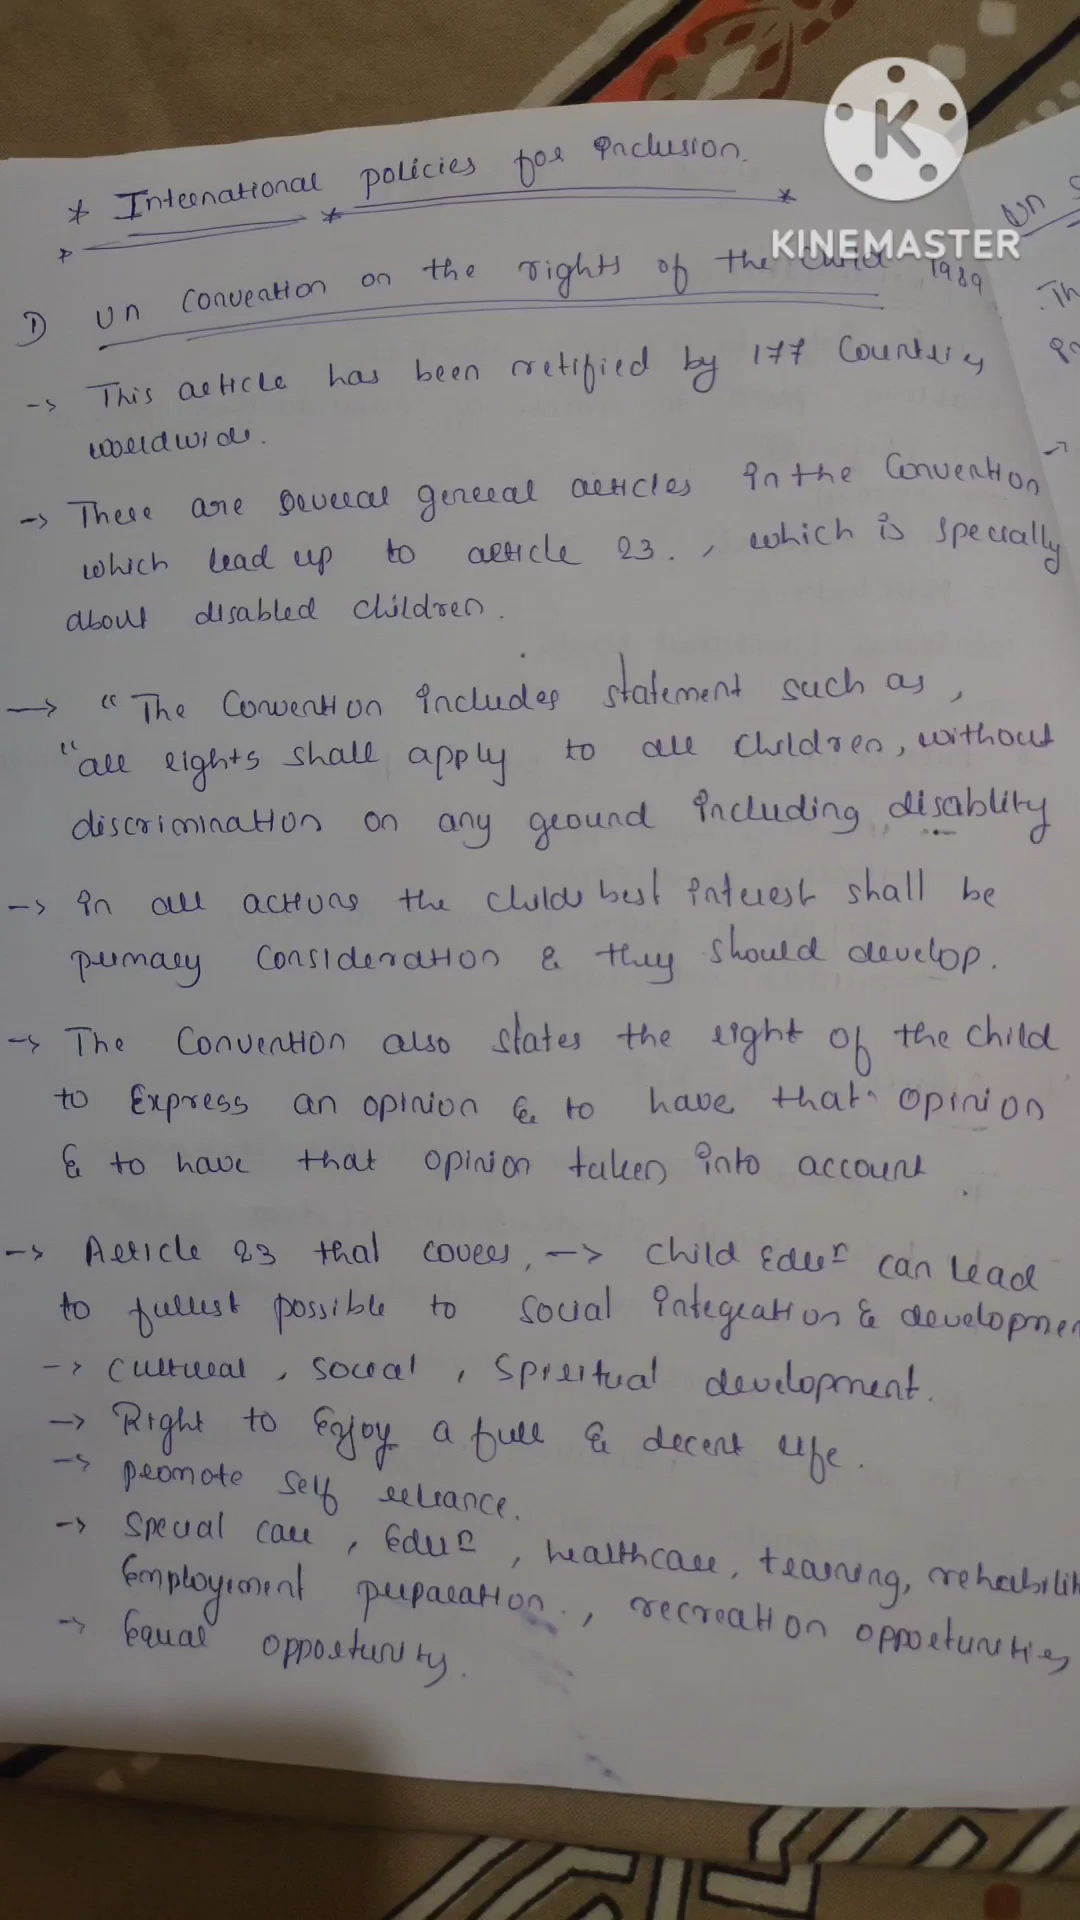 K
KINEMASTER
* International policies for inclusion.
1) UN Convention on the rights of the child 1989
-> This article has been retified by 177 Countries
worldwide.
-> There are several general articles in the Convention
which lead up to article 23., which is specially
about disabled children.
-> "The Convention includes statement such as,
"all rights shall apply to all children, without
discrimination on any ground including disablity
-> in all actions the childs best interest shall be
primary consideration & they should develop.
-> The Convention also states the right of the child
to Express an opinion & to have that opinion
& to have that opinion taken into account
-> Article 23 that covers, -> child Edun can lead
to fullest possible to social integration & developmen
-> Cultural, social, spiritual development.
-> Right to Enjoy a full & decent life.
-> promote self reliance.
-> Special care, Edun, healthcare, training, rehabilit
Employement preparation., recreation opportunities
-> Equal opportunity.
UN
Th